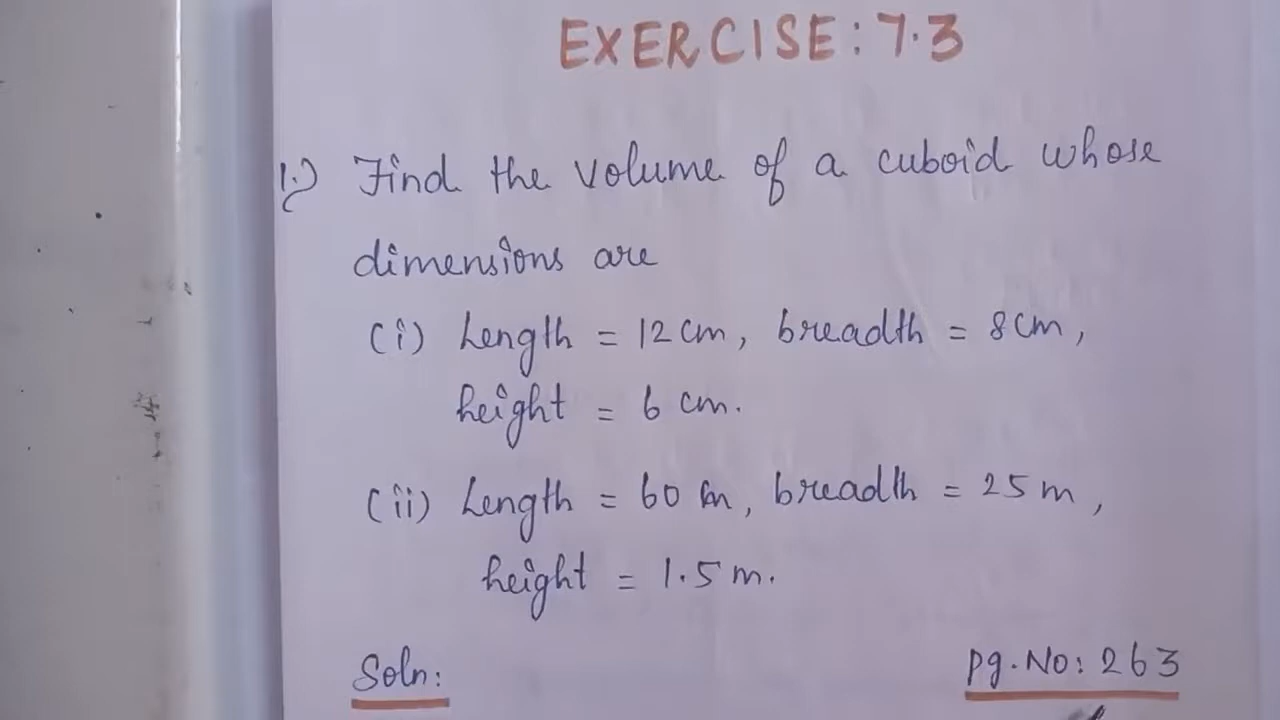 EXERCISE: 7.3
1.) Find the volume of a cuboid whose
dimensions are
(i) Length = 12 cm, breadth = 8 cm,
height = 6 cm.
(ii) Length = 60 m, breadth = 25 m,
height = 1.5 m.
Soln:
Pg.No: 263